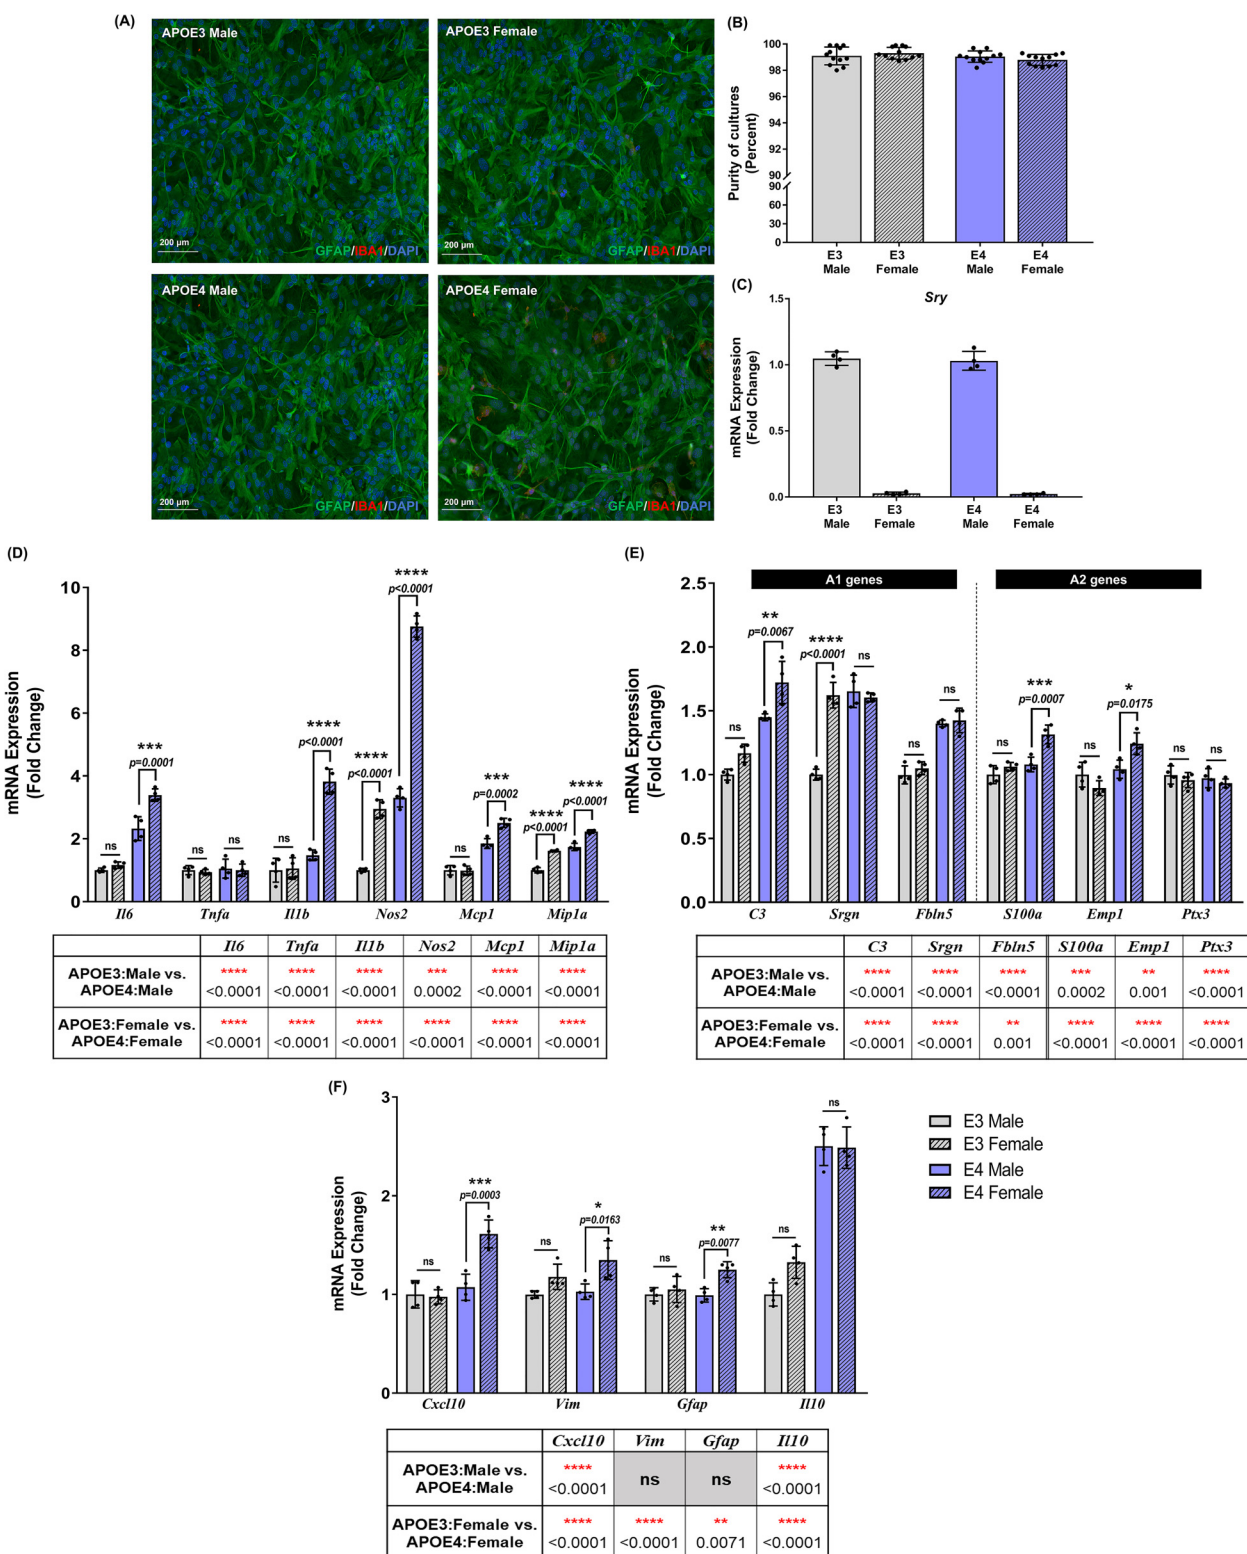 (A)
APOE3 Male
200 µm
GFAP/IBA1/DAPI
APOE3 Female
200 µm
GFAP/IBA1/DAPI
APOE4 Male
200 µm
GFAP/IBA1/DAPI
APOE4 Female
200 µm
GFAP/IBA1/DAPI
(B)
Purity of cultures
(Percent)
100
98
96
94
92
90
90
60
30
0
E3
Male
E3
Female
E4
Male
E4
Female
(C)
Sry
mRNA Expression
(Fold Change)
1.5
1.0
0.5
0.0
E3
Male
E3
Female
E4
Male
E4
Female
(D)
mRNA Expression
(Fold Change)
10
8
6
4
2
0
ns
***
p=0.0001
ns
ns
ns
****
p<0.0001
****
p<0.0001
****
p<0.0001
ns
***
p=0.0002
****
p<0.0001
****
p<0.0001
Il6 Tnfa Il1b Nos2 Mcp1 Mip1a
Il6 Tnfa Il1b Nos2 Mcp1 Mip1a
APOE3:Male vs.
APOE4:Male
**** **** **** *** **** ****
<0.0001 <0.0001 <0.0001 0.0002 <0.0001 <0.0001
APOE3:Female vs.
APOE4:Female
**** **** **** **** **** ****
<0.0001 <0.0001 <0.0001 <0.0001 <0.0001 <0.0001
(E)
A1 genes
A2 genes
mRNA Expression
(Fold Change)
2.5
2.0
1.5
1.0
0.5
0.0
ns
**
p=0.0067
****
p<0.0001
ns
ns
ns
ns
***
p=0.0007
ns
*
p=0.0175
ns
ns
C3 Srgn Fbln5 S100a Emp1 Ptx3
C3 Srgn Fbln5 S100a Emp1 Ptx3
APOE3:Male vs.
APOE4:Male
**** **** **** *** ** ****
<0.0001 <0.0001 <0.0001 0.0002 0.001 <0.0001
APOE3:Female vs.
APOE4:Female
**** **** ** **** **** ****
<0.0001 <0.0001 0.001 <0.0001 <0.0001 <0.0001
(F)
mRNA Expression
(Fold Change)
3
2
1
0
ns
***
p=0.0003
ns
*
p=0.0163
ns
**
p=0.0077
ns
ns
Cxcl10 Vim Gfap Il10
E3 Male
E3 Female
E4 Male
E4 Female
Cxcl10 Vim Gfap Il10
APOE3:Male vs.
APOE4:Male
**** ns ns ****
<0.0001 <0.0001
APOE3:Female vs.
APOE4:Female
**** **** ** ****
<0.0001 <0.0001 0.0071 <0.0001